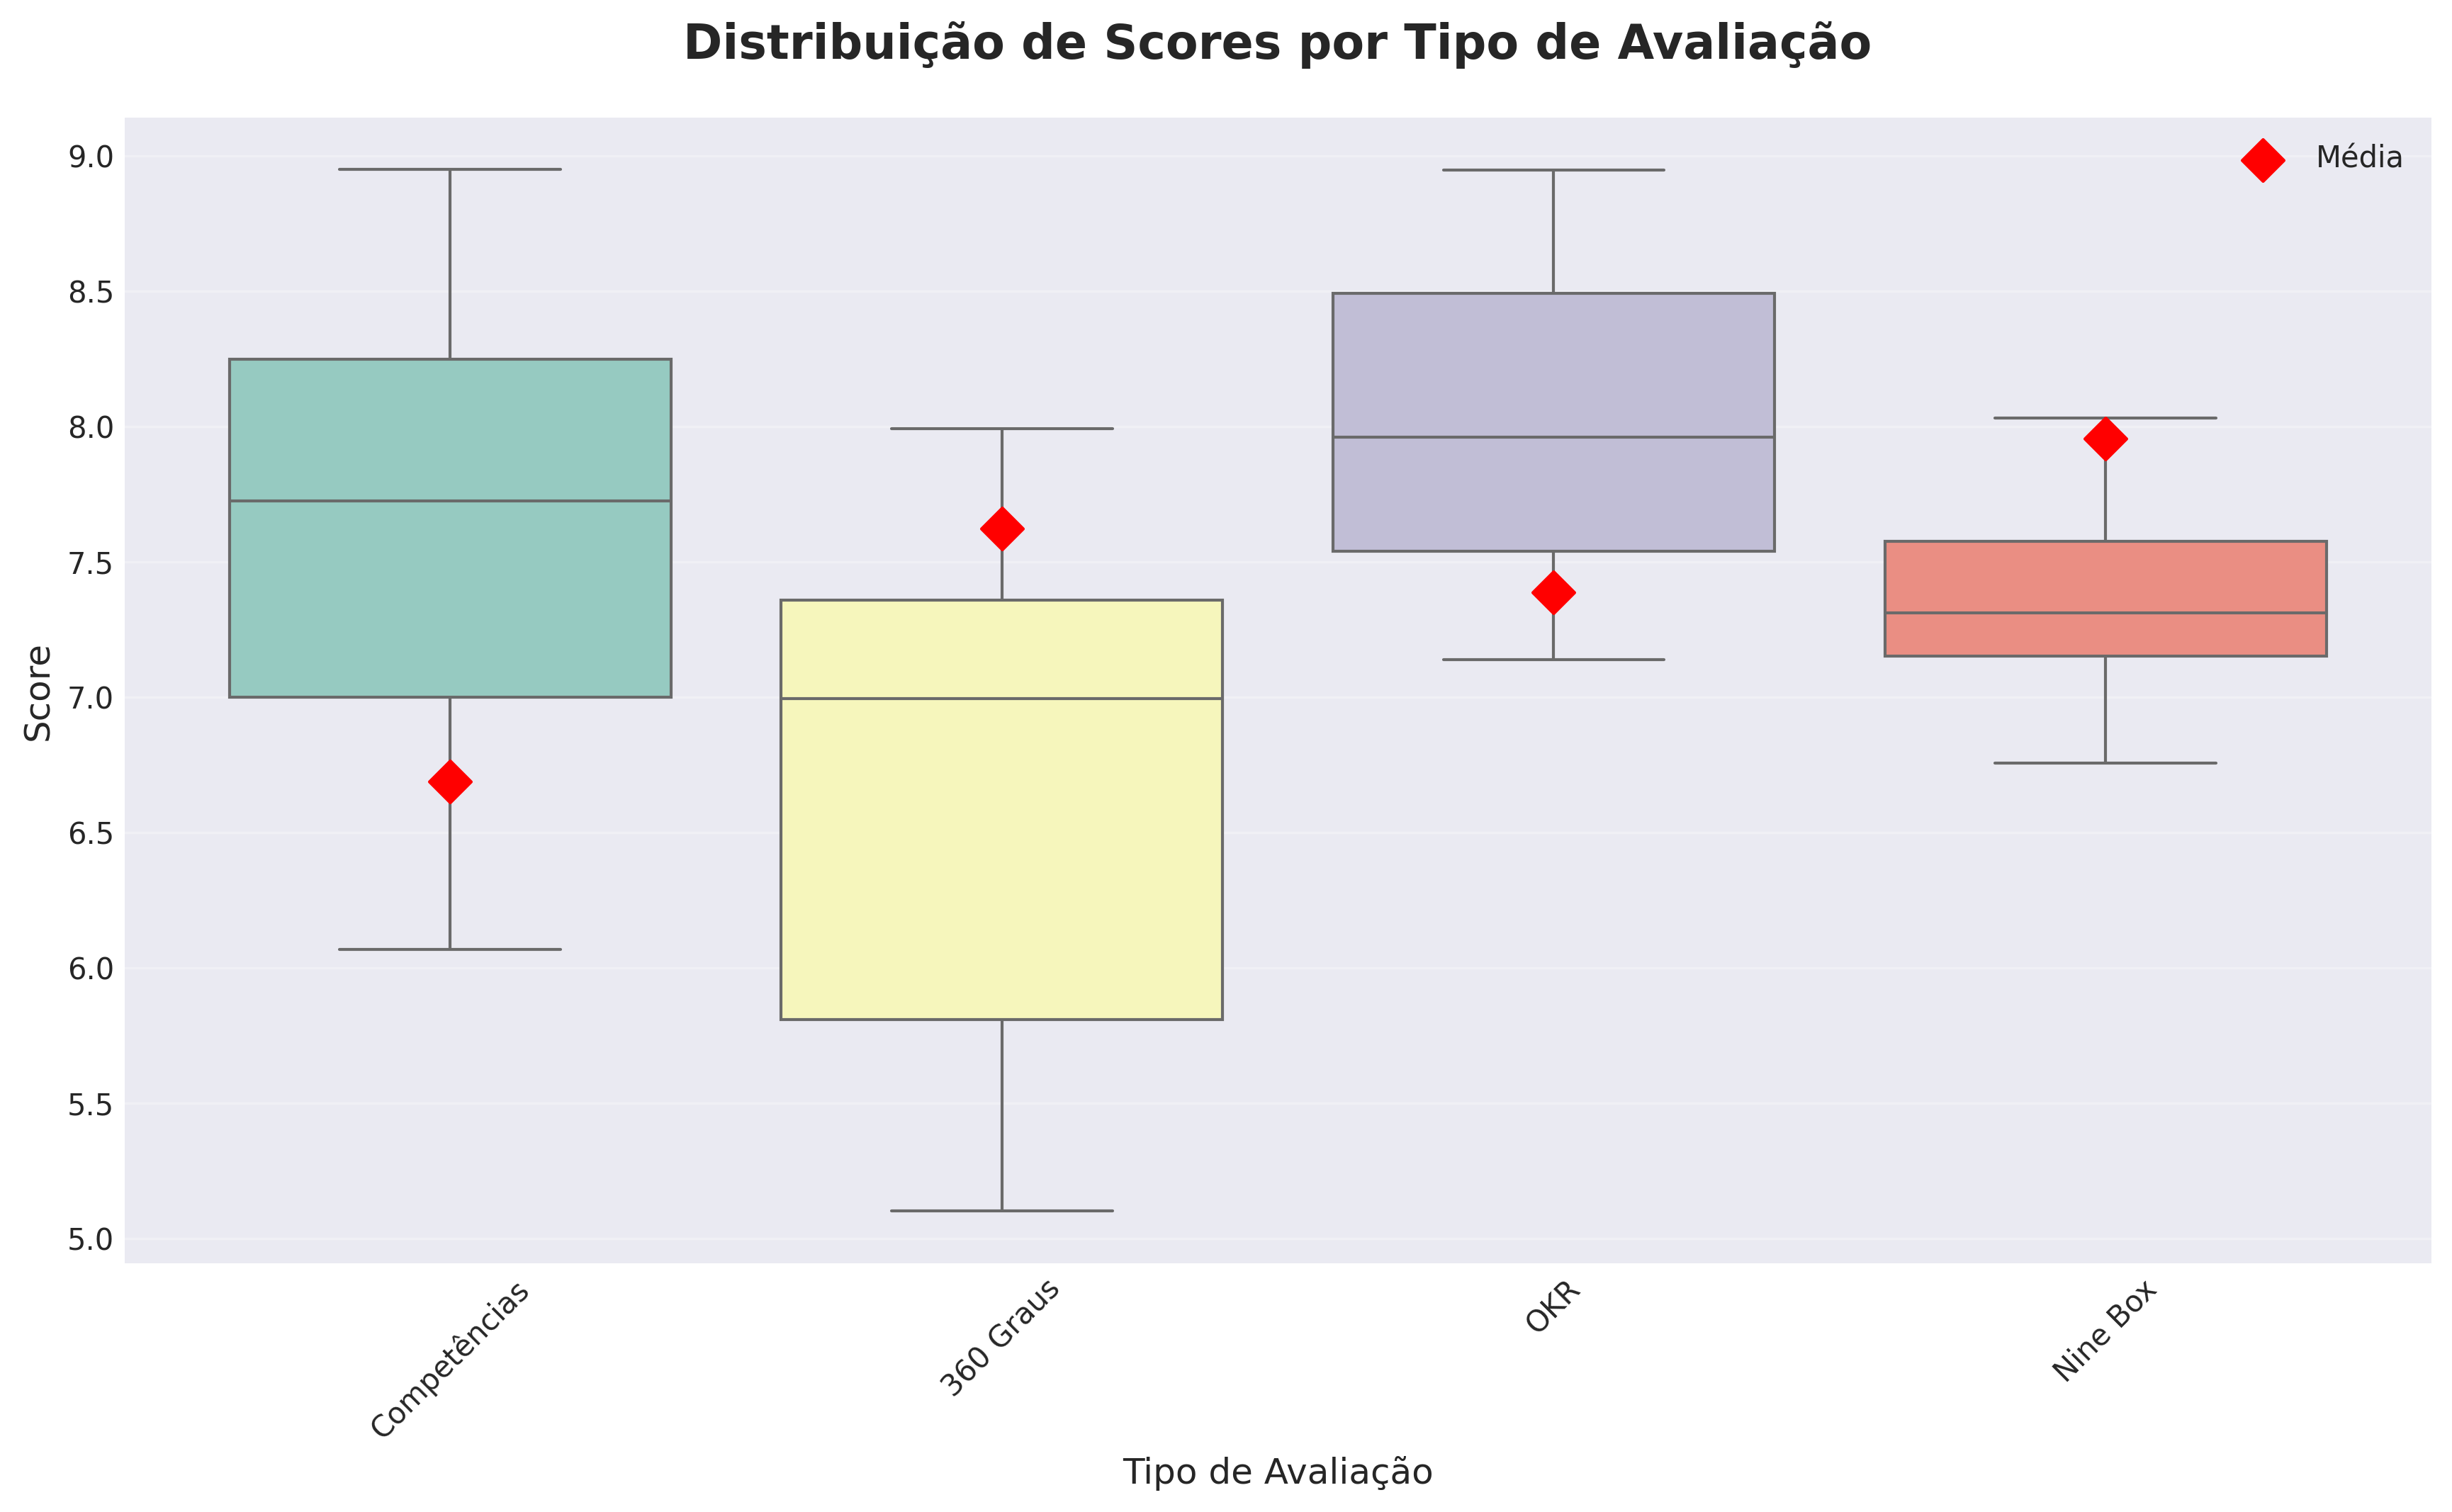 Distribuição de Scores por Tipo de Avaliação
Média
9.0
8.5
8.0
7.5
7.0
6.5
6.0
5.5
5.0
Score
Competências
360 Graus
OKR
Nine Box
Tipo de Avaliação